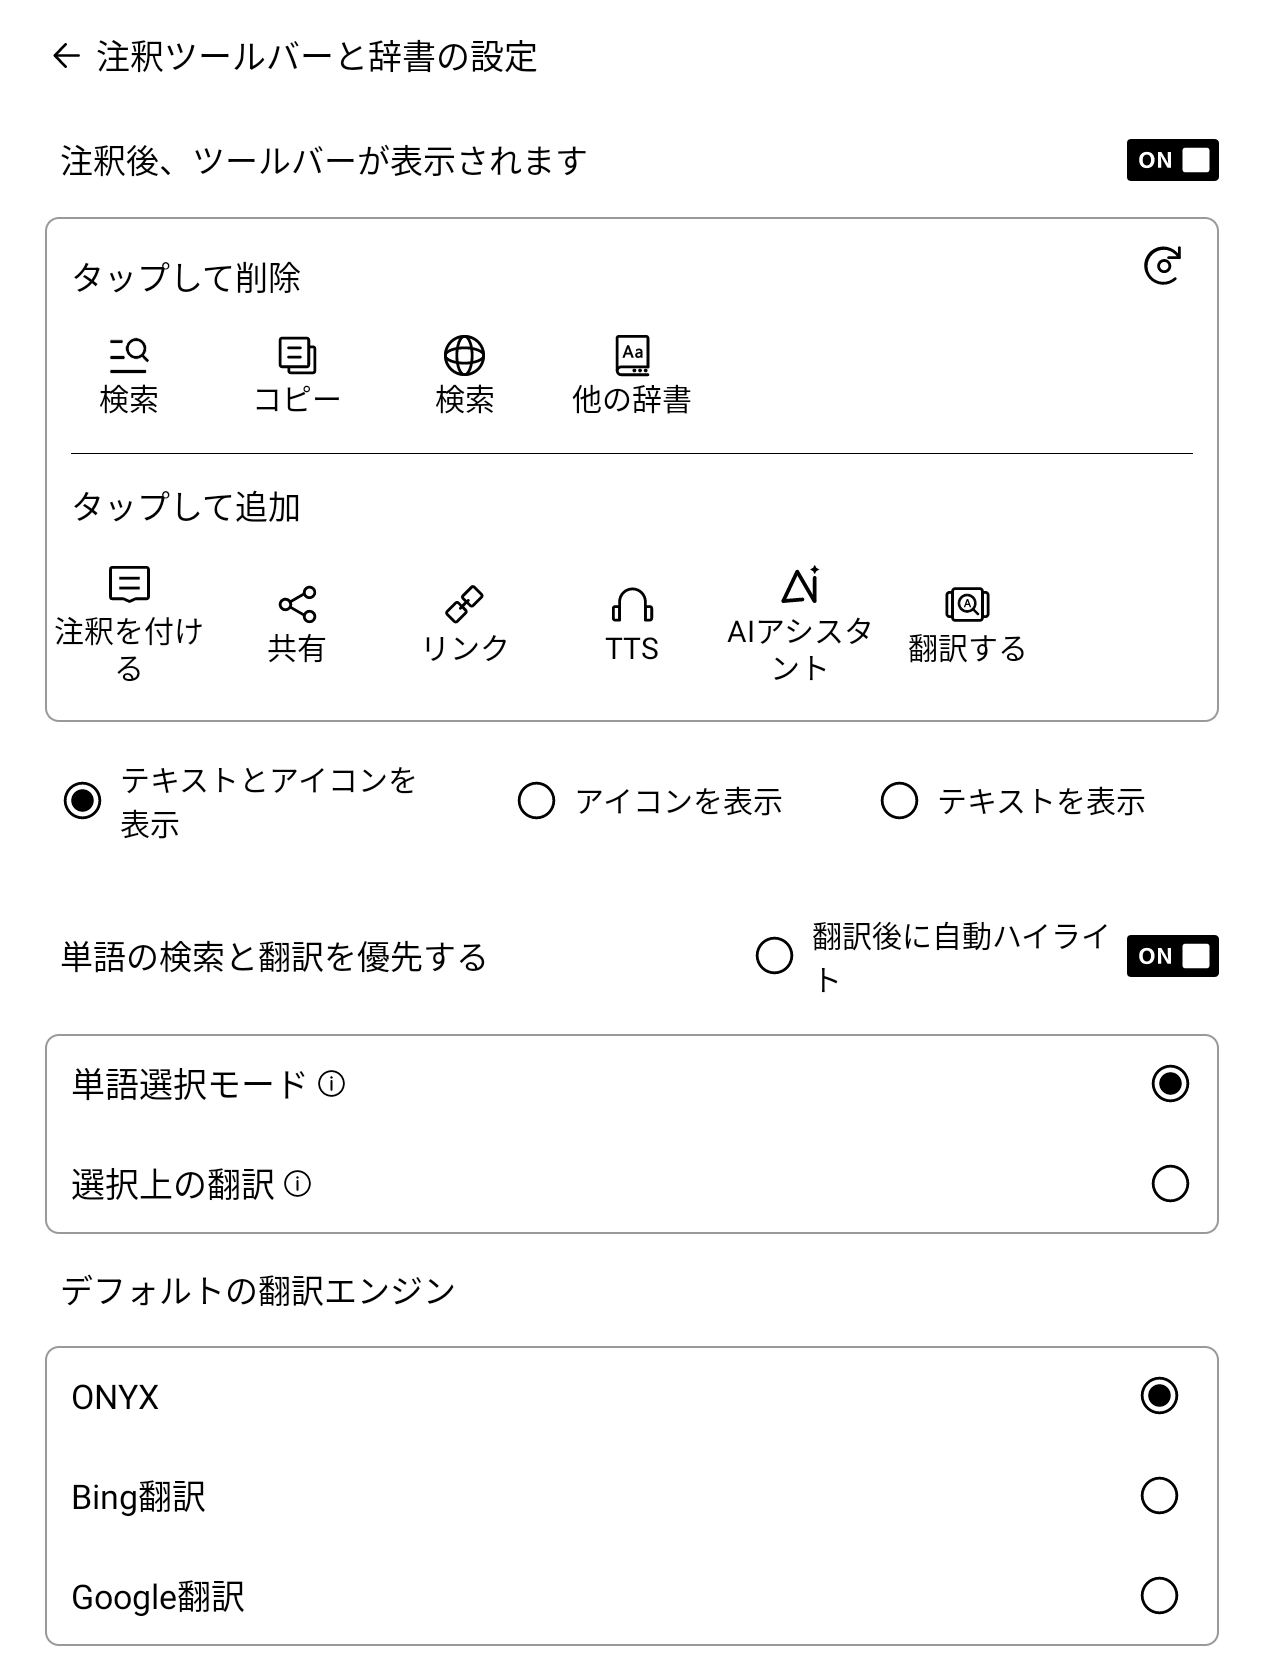 注釈ツールバーと辞書の設定
注釈後、ツールバーが表示されます
ON
タップして削除
検索
コピー
検索
Aa
他の辞書
タップして追加
注釈を付け
る
共有
リンク
TTS
AIアシスタ
ント
A
翻訳する
テキストとアイコンを
表示
アイコンを表示
テキストを表示
単語の検索と翻訳を優先する
翻訳後に自動ハイライ
ト
ON
単語選択モード
選択上の翻訳
デフォルトの翻訳エンジン
ONYX
Bing翻訳
Google翻訳